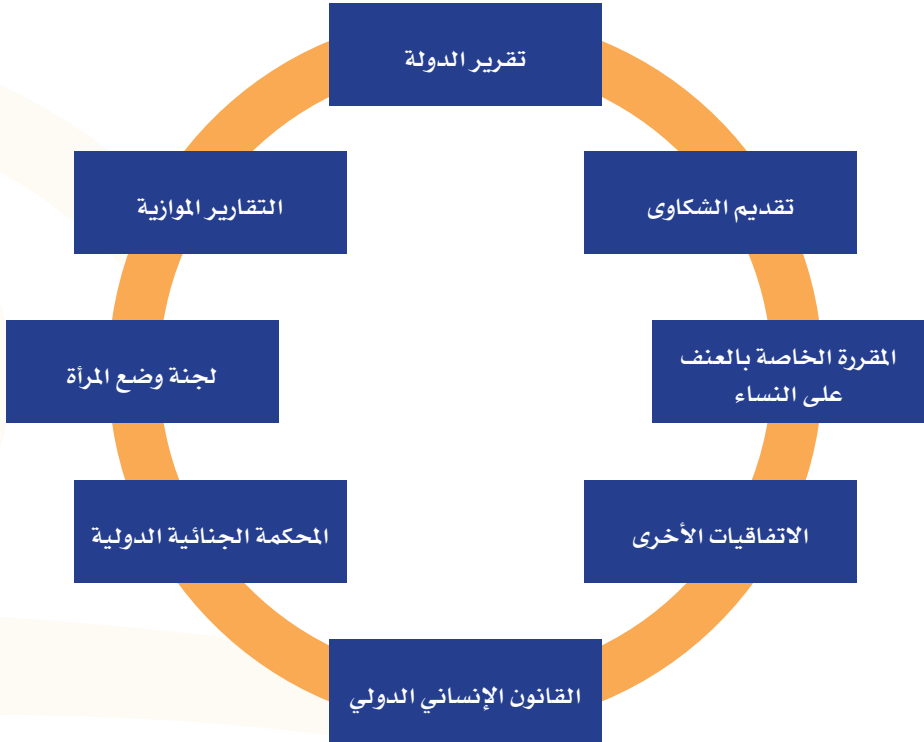 تقرير الدولة
تقديم الشكاوى
التقارير الموازية
المقررة الخاصة بالعنف
على النساء
لجنة وضع المرأة
الاتفاقيات الأخرى
المحكمة الجنائية الدولية
القانون الإنساني الدولي